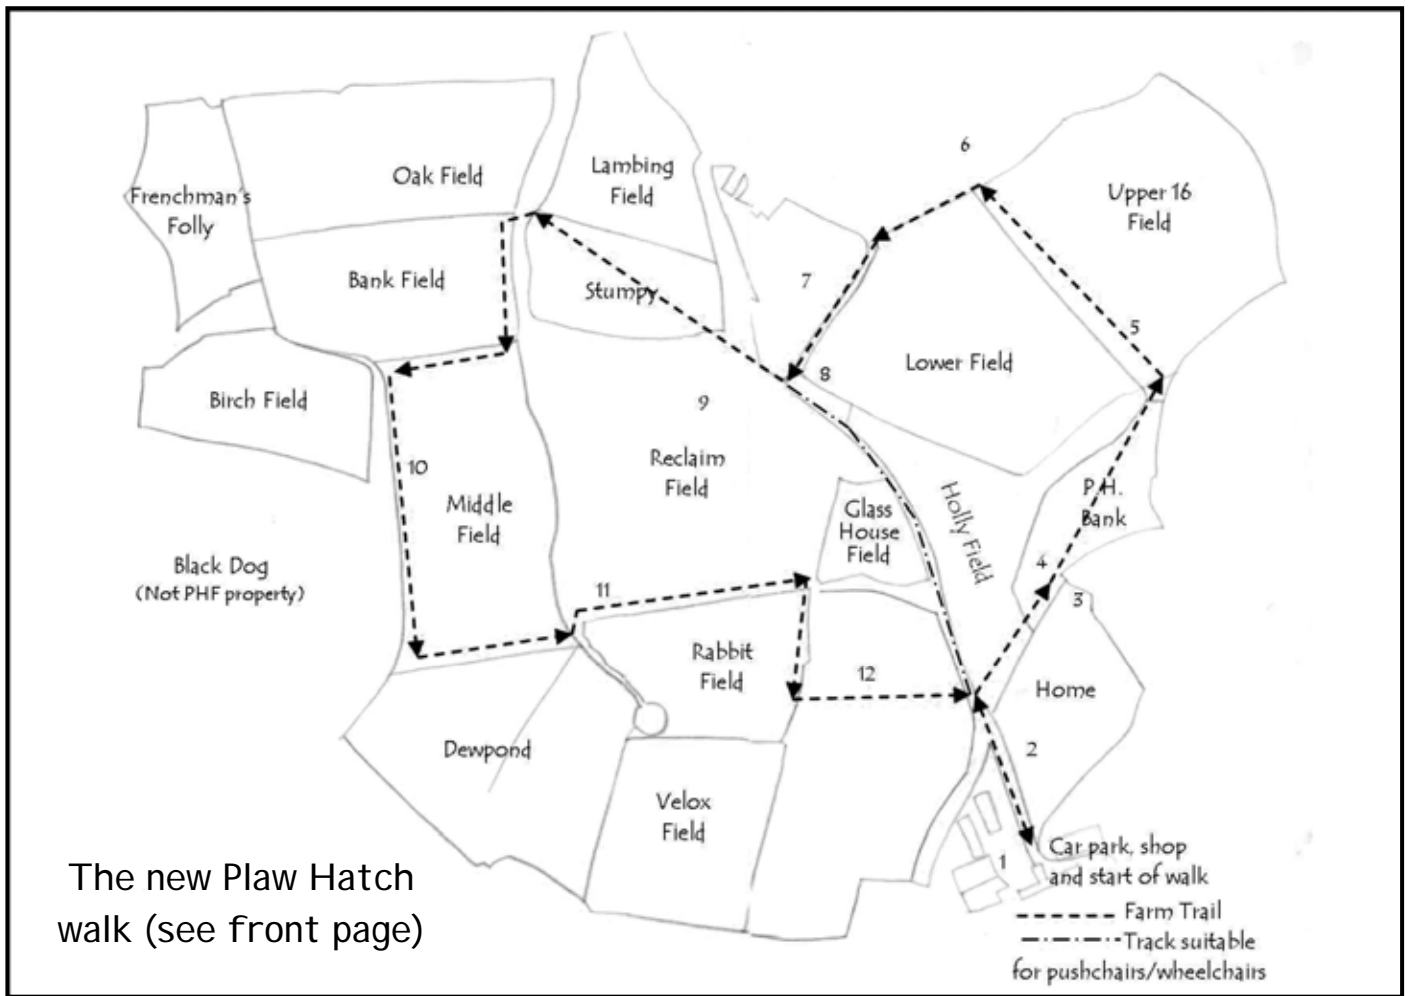 6
Lambing
Field
Oak Field
Upper 16
Field
Frenchman's
Folly
Bank Field
7
Stumpy
5
Lower Field
8
Birch Field
9
10
Reclaim
Field
Middle
Field
Glass
House
Field
Holly Field
P.H.
Bank
4
3
Black Dog
(Not PHF property)
11
Rabbit
Field
12
Home
2
Dewpond
Velox
Field
1
Car park, shop
and start of walk
Farm Trail
Track suitable
for pushchairs/wheelchairs
The new Plaw Hatch
walk (see front page)